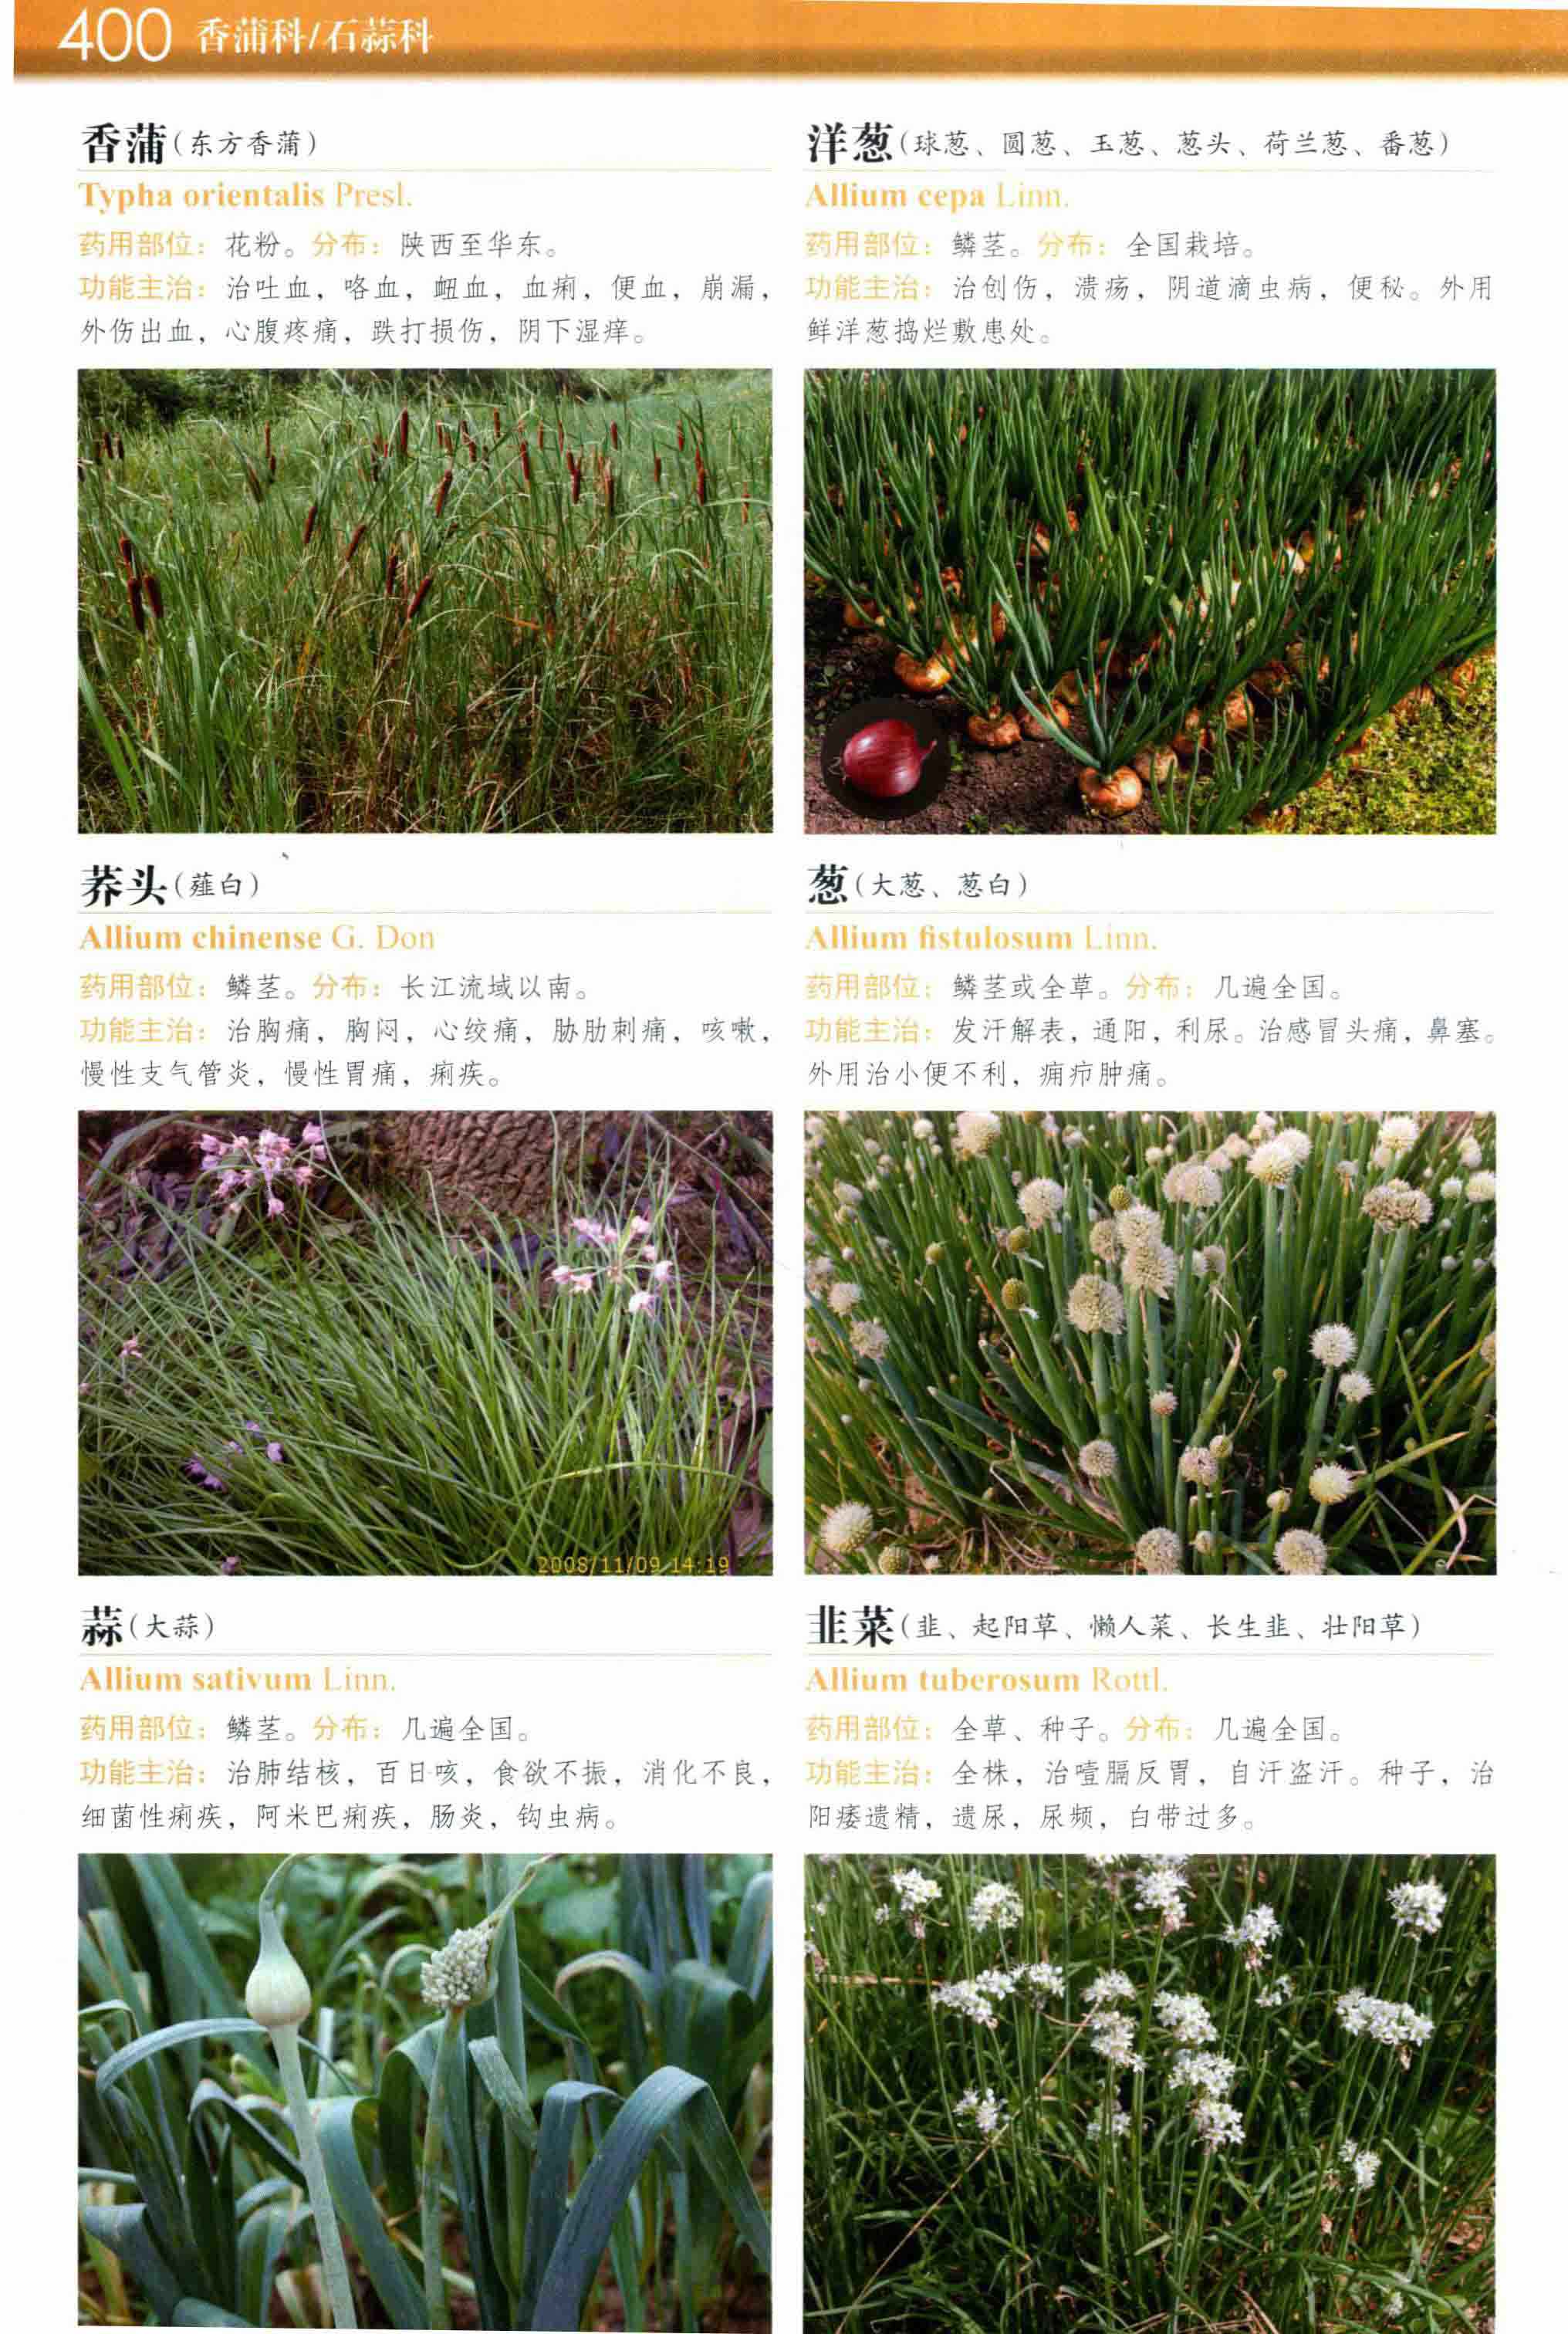 400 香蒲科/石蒜科
香蒲(东方香蒲)
Typha orientalis Presl.
药用部位：花粉。分布：陕西至华东。
功能主治：治吐血，咯血，衄血，血痢，便血，崩漏，
外伤出血，心腹疼痛，跌打损伤，阴下湿痒。
荞头(薤白)
Allium chinense G. Don
药用部位：鳞茎。分布：长江流域以南。
功能主治：治胸痛，胸闷，心绞痛，胁肋刺痛，咳嗽，
慢性支气管炎，慢性胃痛，痢疾。
2008/11/09 14:19
蒜(大蒜)
Allium sativum Linn.
药用部位：鳞茎。分布：几遍全国。
功能主治：治肺结核，百日咳，食欲不振，消化不良，
细菌性痢疾，阿米巴痢疾，肠炎，钩虫病。
洋葱(球葱、圆葱、玉葱、葱头、荷兰葱、番葱)
Allium cepa Linn.
药用部位：鳞茎。分布：全国栽培。
功能主治：治创伤，溃疡，阴道滴虫病，便秘。外用
鲜洋葱捣烂敷患处。
葱(大葱、葱白)
Allium fistulosum Linn.
药用部位：鳞茎或全草。分布：几遍全国。
功能主治：发汗解表，通阳，利尿。治感冒头痛，鼻塞。
外用治小便不利，痈疖肿痛。
韭菜(韭、起阳草、懒人菜、长生韭、壮阳草)
Allium tuberosum Rottl.
药用部位：全草、种子。分布：几遍全国。
功能主治：全株，治噎膈反胃，自汗盗汗。种子，治
阳痿遗精，遗尿，尿频，白带过多。